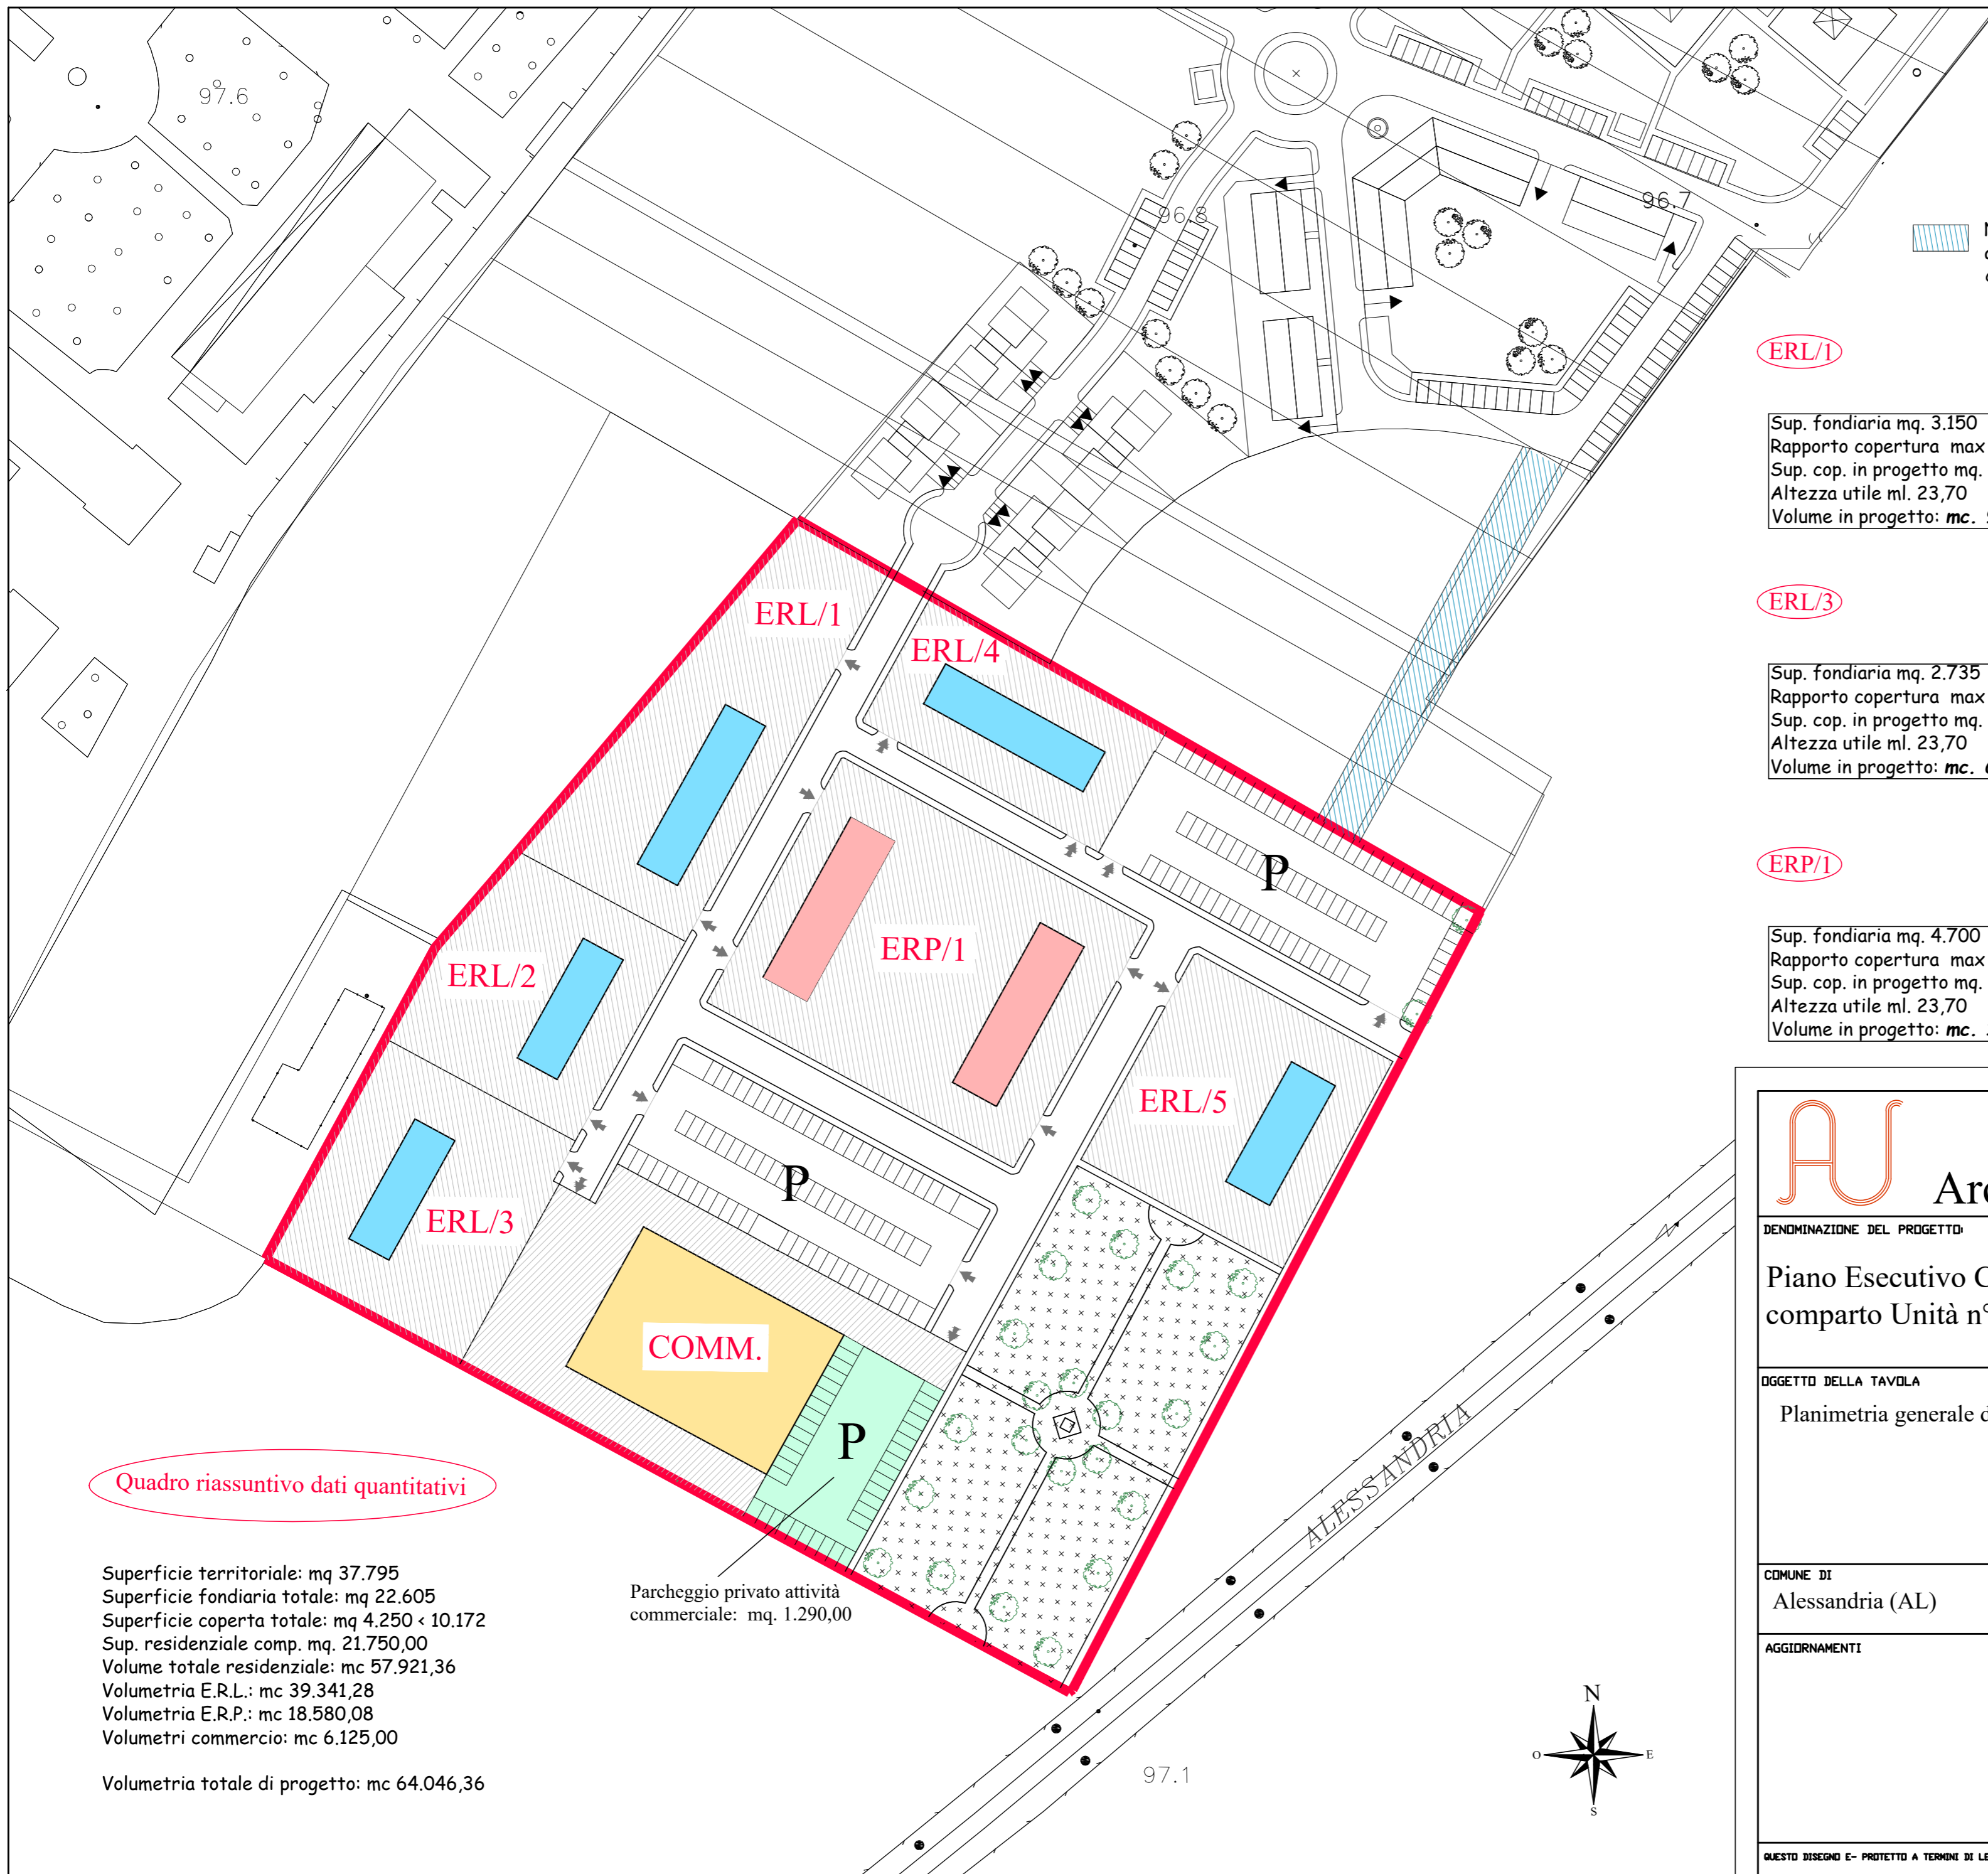 97.6
96.8
96.7
ERL/1
Sup. fondiaria mq. 3.150
Rapporto copertura max
Sup. cop. in progetto mq.
Altezza utile ml. 23,70
Volume in progetto: mc.
ERL/3
Sup. fondiaria mq. 2.735
Rapporto copertura max
Sup. cop. in progetto mq.
Altezza utile ml. 23,70
Volume in progetto: mc.
ERP/1
Sup. fondiaria mq. 4.700
Rapporto copertura max
Sup. cop. in progetto mq.
Altezza utile ml. 23,70
Volume in progetto: mc.
ERL/1
ERL/4
P
ERP/1
ERL/2
ERL/5
P
ERL/3
COMM.
P
Parcheggio privato attività
commerciale: mq. 1.290,00
ALESSANDRIA
97.1
N
O
E
S
Quadro riassuntivo dati quantitativi
Superficie territoriale: mq 37.795
Superficie fondiaria totale: mq 22.605
Superficie coperta totale: mq 4.250 < 10.172
Sup. residenziale comp. mq. 21.750,00
Volume totale residenziale: mc 57.921,36
Volumetria E.R.L.: mc 39.341,28
Volumetria E.R.P.: mc 18.580,08
Volumetri commercio: mc 6.125,00
Volumetria totale di progetto: mc 64.046,36
DENOMINAZIONE DEL PROGETTO:
Piano Esecutivo
comparto Unità n°
OGGETTO DELLA TAVOLA
Planimetria generale
COMUNE DI
Alessandria (AL)
AGGIORNAMENTI
QUESTO DISEGNO E- PROTETTO A TERMINI DI